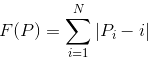 F(P) = \sum_{i=1}^{N} |P_i - i|